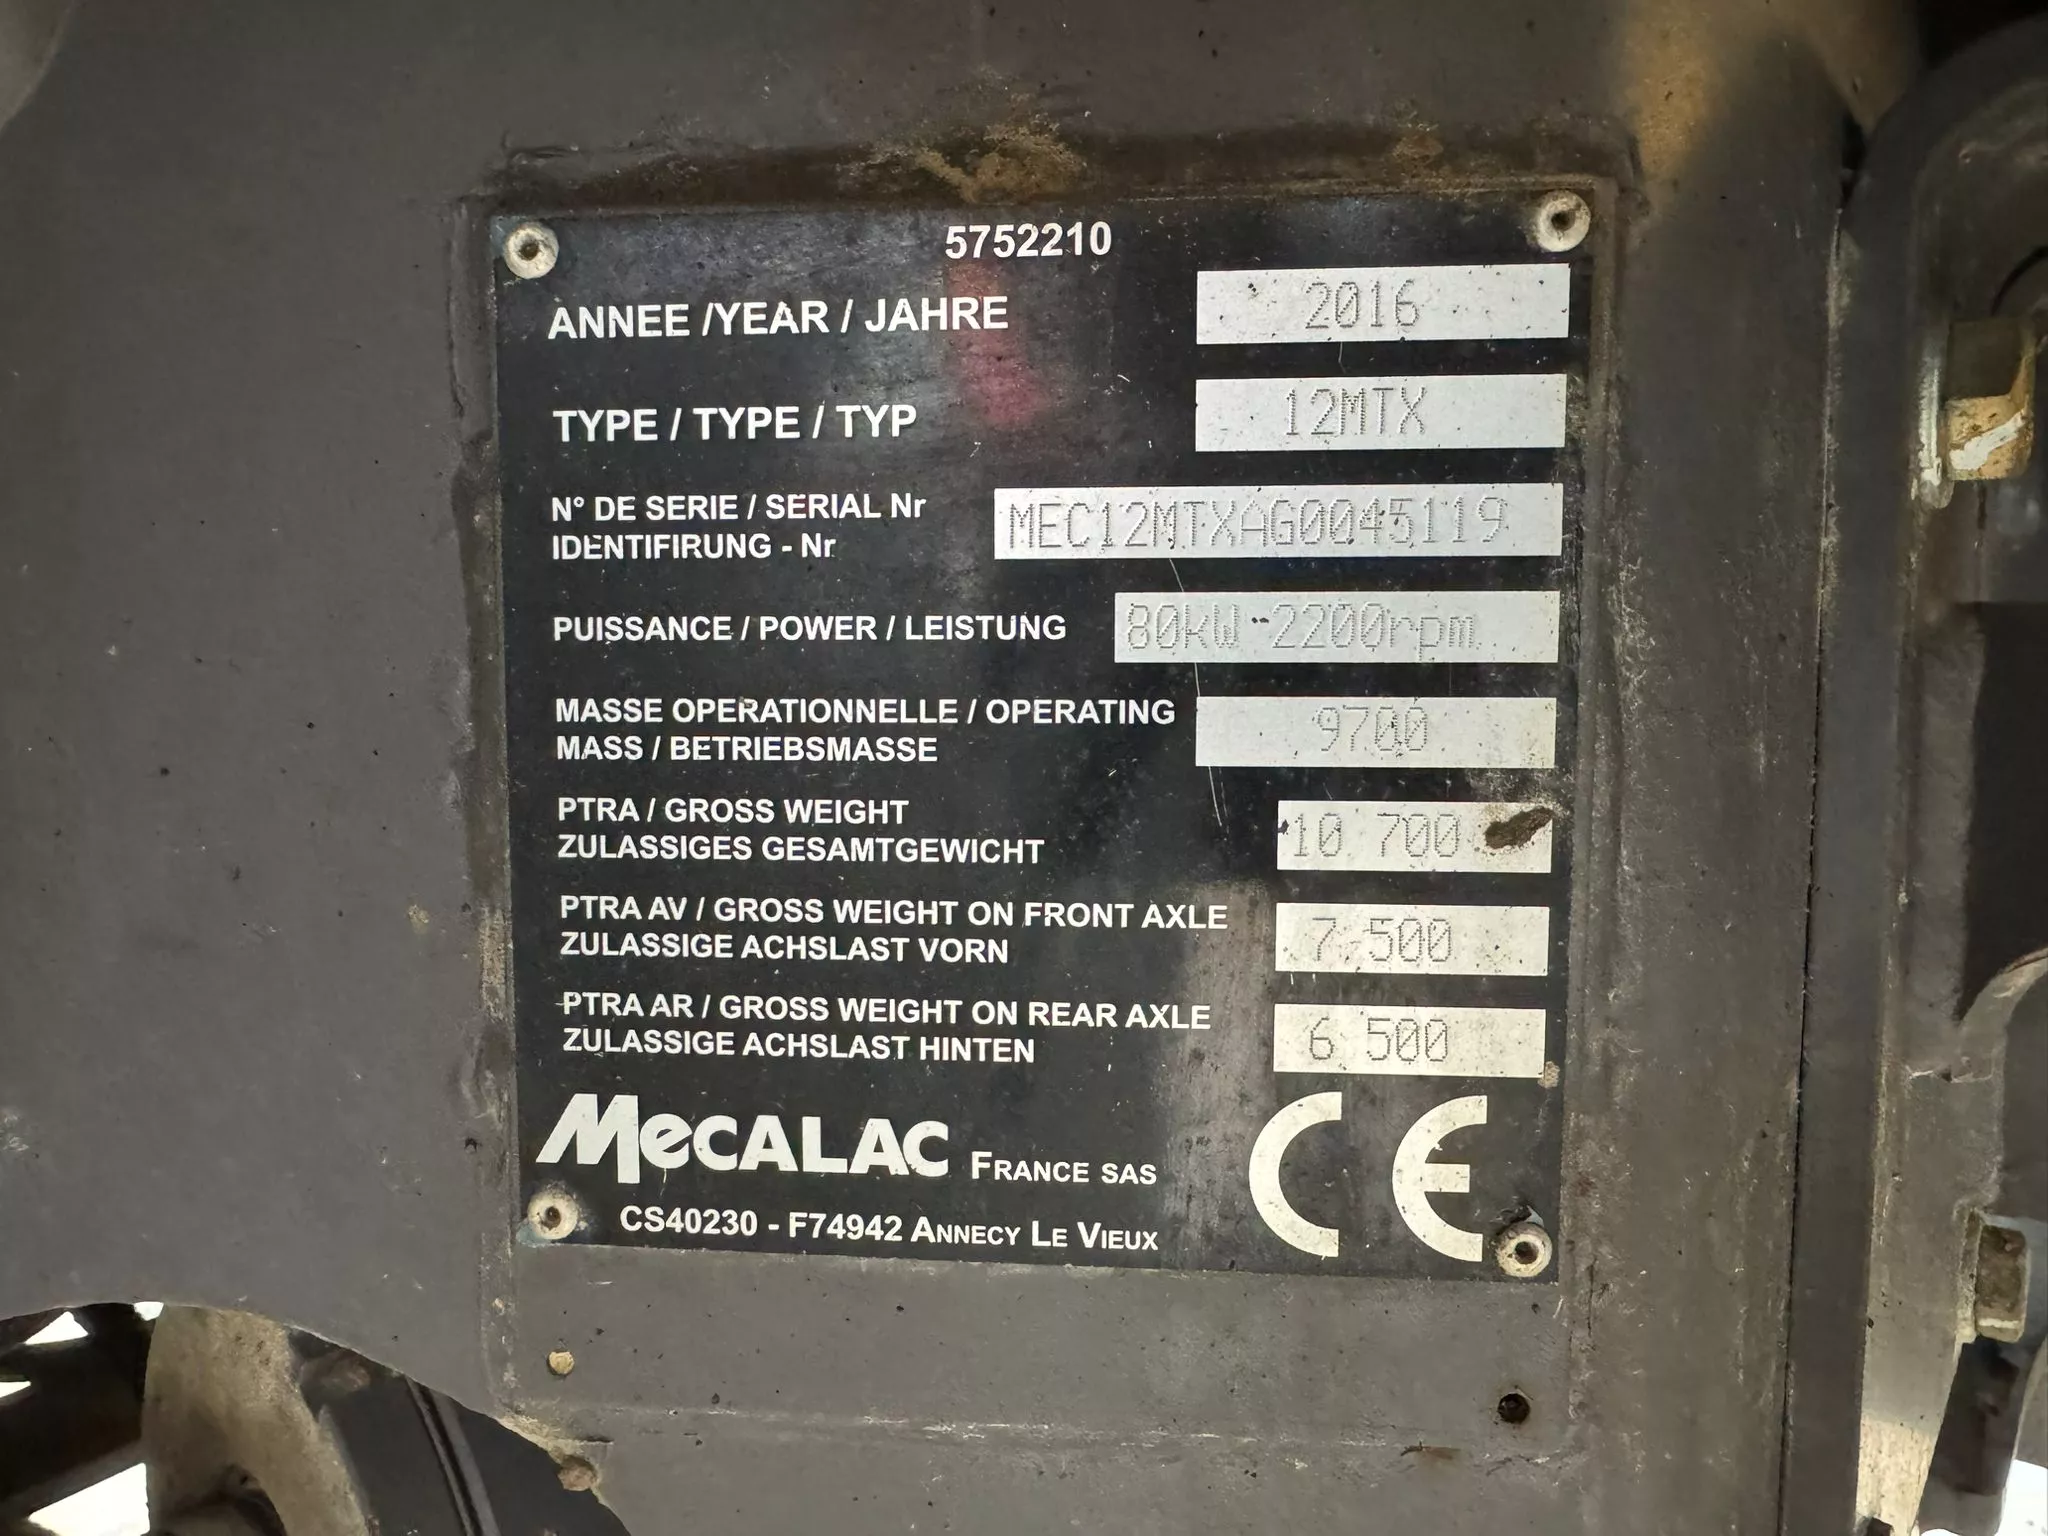 5752210
ANNEE /YEAR / JAHRE 2016
TYPE / TYPE / TYP 12MTX
N° DE SERIE / SERIAL Nr
IDENTIFIRUNG - Nr MEC12MTXAG0045119
PUISSANCE / POWER / LEISTUNG 80kW-2200rpm
MASSE OPERATIONNELLE / OPERATING
MASS / BETRIEBSMASSE 9700
PTRA / GROSS WEIGHT
ZULASSIGES GESAMTGEWICHT 10 700
PTRA AV / GROSS WEIGHT ON FRONT AXLE
ZULASSIGE ACHSLAST VORN 7 500
PTRA AR / GROSS WEIGHT ON REAR AXLE
ZULASSIGE ACHSLAST HINTEN 6 500
MECALAC FRANCE SAS CE
CS40230 - F74942 ANNECY LE VIEUX